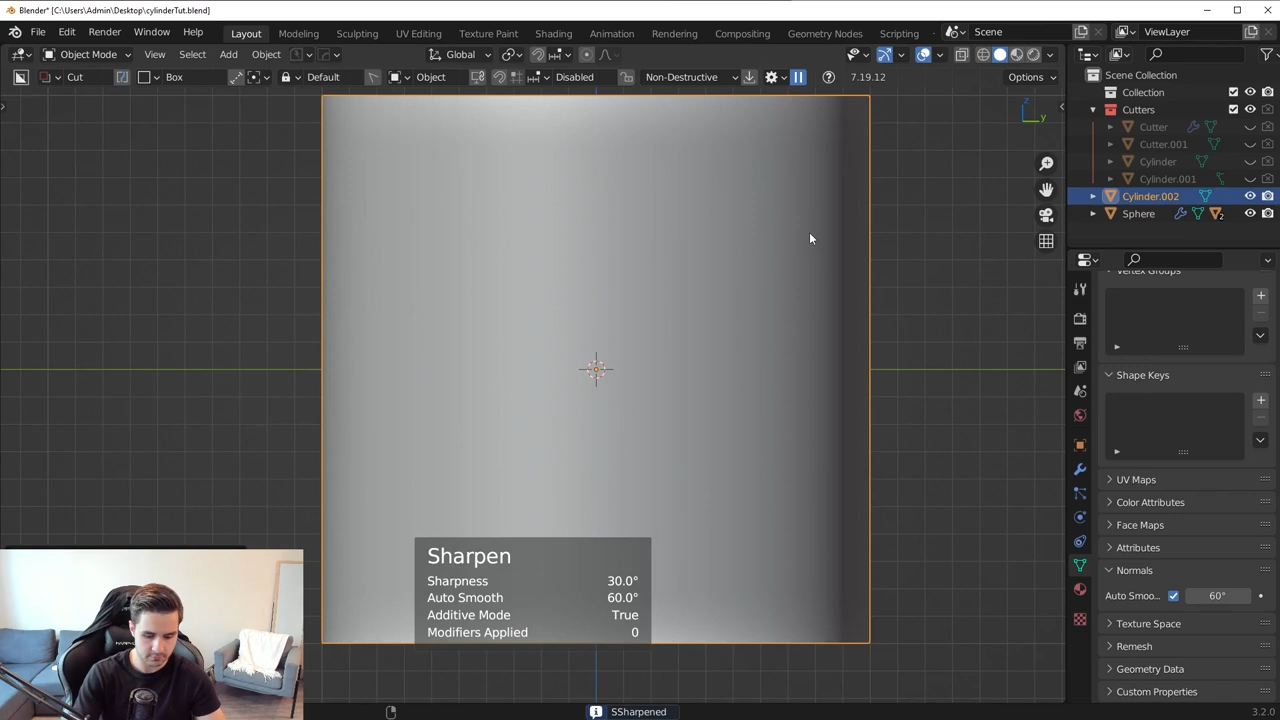 Blender* [C:\Users\Admin\Desktop\cylinderTut.blend]
File Edit Render Window Help Layout Modeling Sculpting UV Editing Texture Paint Shading Animation Rendering Compositing Geometry Nodes Scripting Scene ViewLayer
Object Mode View Select Add Object Global
Cut Box Default Object Disabled Non-Destructive 7.19.12 Options
Scene Collection
Collection
Cutters
Cutter
Cutter.001
Cylinder
Cylinder.001
Cylinder.002
Sphere 2
z
y
Vertex Groups
Shape Keys
UV Maps
Color Attributes
Face Maps
Attributes
Normals
Auto Smoo... 60°
Texture Space
Remesh
Geometry Data
Custom Properties
Sharpen
Sharpness 30.0°
Auto Smooth 60.0°
Additive Mode True
Modifiers Applied 0
SSharpened
3.2.0